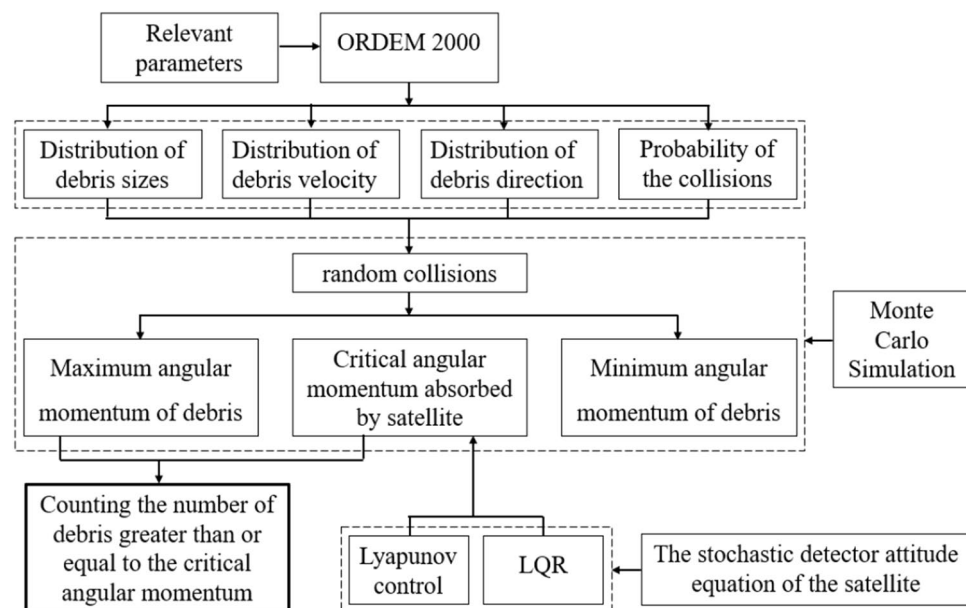 Relevant
parameters
ORDEM 2000
Distribution of
debris sizes
Distribution of
debris velocity
Distribution of
debris direction
Probability of
the collisions
random collisions
Monte
Carlo
Simulation
Maximum angular
momentum of debris
Critical angular
momentum absorbed
by satellite
Minimum angular
momentum of debris
Counting the number of
debris greater than or
equal to the critical
angular momentum
Lyapunov
control
LQR
The stochastic detector attitude
equation of the satellite